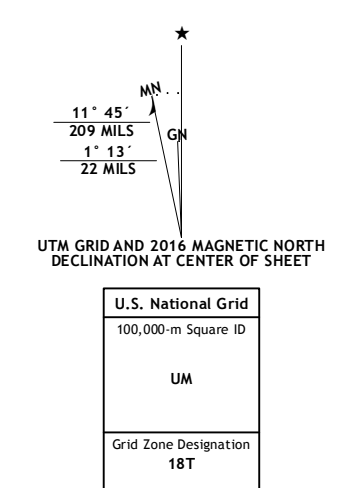 ★
MN
11° 45´
209 MILS
GN
1° 13´
22 MILS
UTM GRID AND 2016 MAGNETIC NORTH
DECLINATION AT CENTER OF SHEET
U.S. National Grid
100,000-m Square ID
UM
Grid Zone Designation
18T